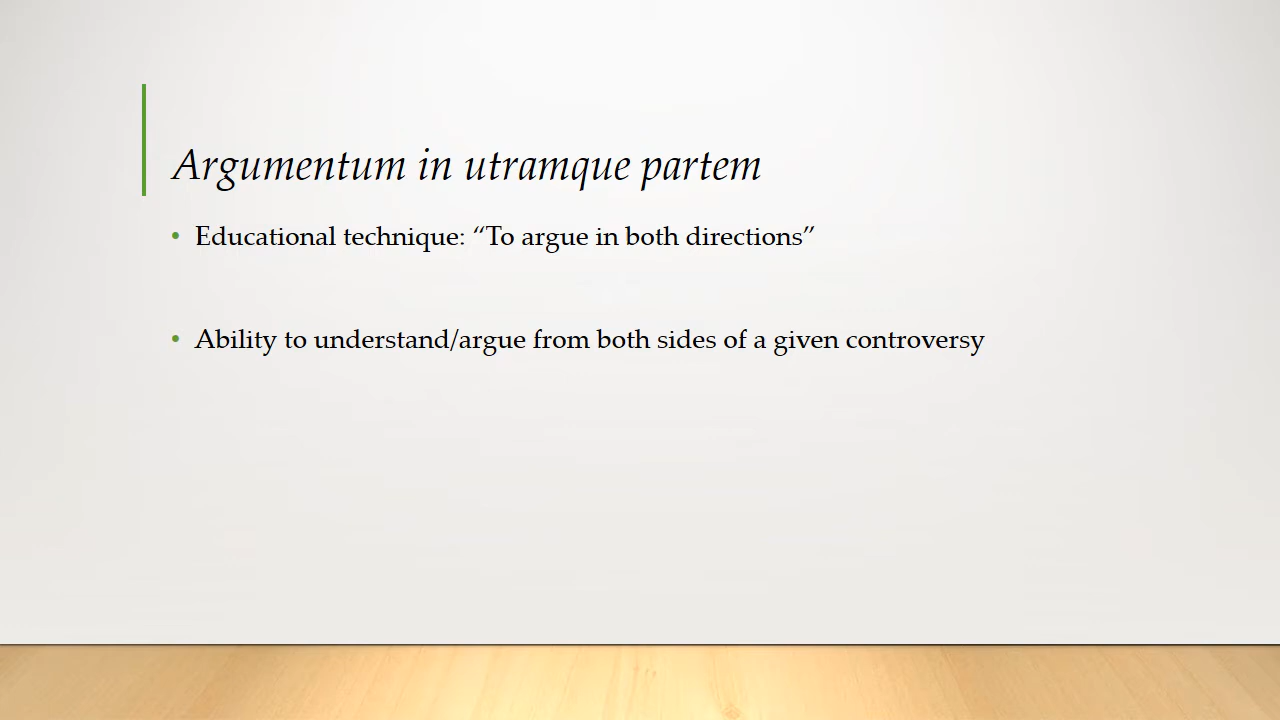 Argumentum in utramque partem
• Educational technique: “To argue in both directions”
• Ability to understand/argue from both sides of a given controversy